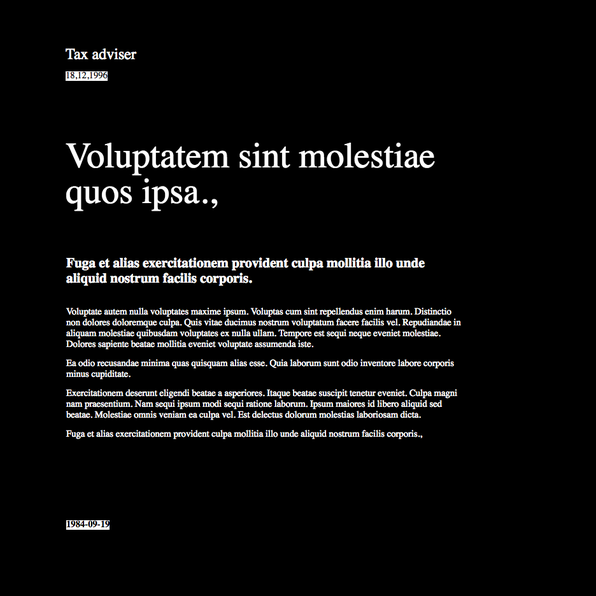 Tax adviser
18,12,1996
Voluptatem sint molestiae
quos ipsa.,
Fuga et alias exercitationem provident culpa mollitia illo unde
aliquid nostrum facilis corporis.
Voluptate autem nulla voluptates maxime ipsum. Voluptas cum sint repellendus enim harum. Distinctio
non dolores doloremque culpa. Quis vitae ducimus nostrum voluptatum facere facilis vel. Repudiandae in
aliquam molestiae quibusdam voluptates ex nulla ullam. Tempore est sequi neque eveniet molestiae.
Dolores sapiente beatae mollitia eveniet voluptate assumenda iste.
Ea odio recusandae minima quas quisquam alias esse. Quia laborum sunt odio inventore labore corporis
minus cupiditate.
Exercitationem deserunt eligendi beatae a asperiores. Itaque beatae suscipit tenetur eveniet. Culpa magni
nam praesentium. Nam sequi ipsum modi sequi ratione laborum. Ipsum maiores id libero aliquid sed
beatae. Molestiae omnis veniam ea culpa vel. Est delectus dolorum molestias laboriosam dicta.
Fuga et alias exercitationem provident culpa mollitia illo unde aliquid nostrum facilis corporis.,
1984-09-19